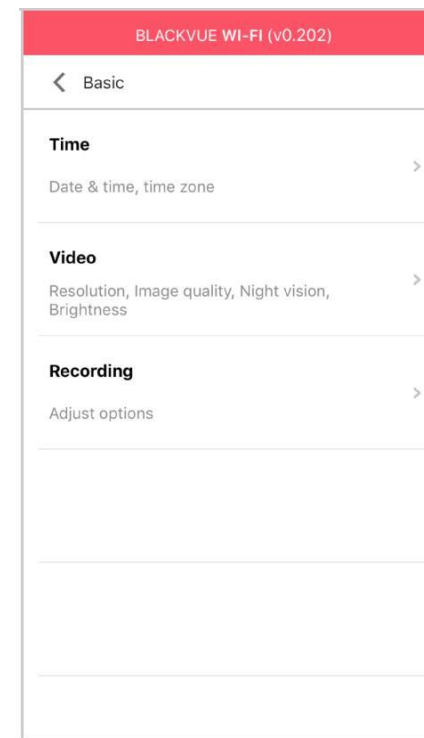 BLACKVUE WI-FI (v0.202)
Basic
Time
Date & time, time zone
Video
Resolution, Image quality, Night vision,
Brightness
Recording
Adjust options